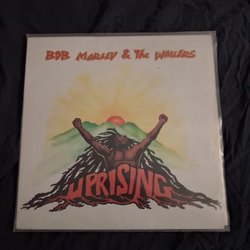 BOB MARLEY & The WAILERS
UPRISING